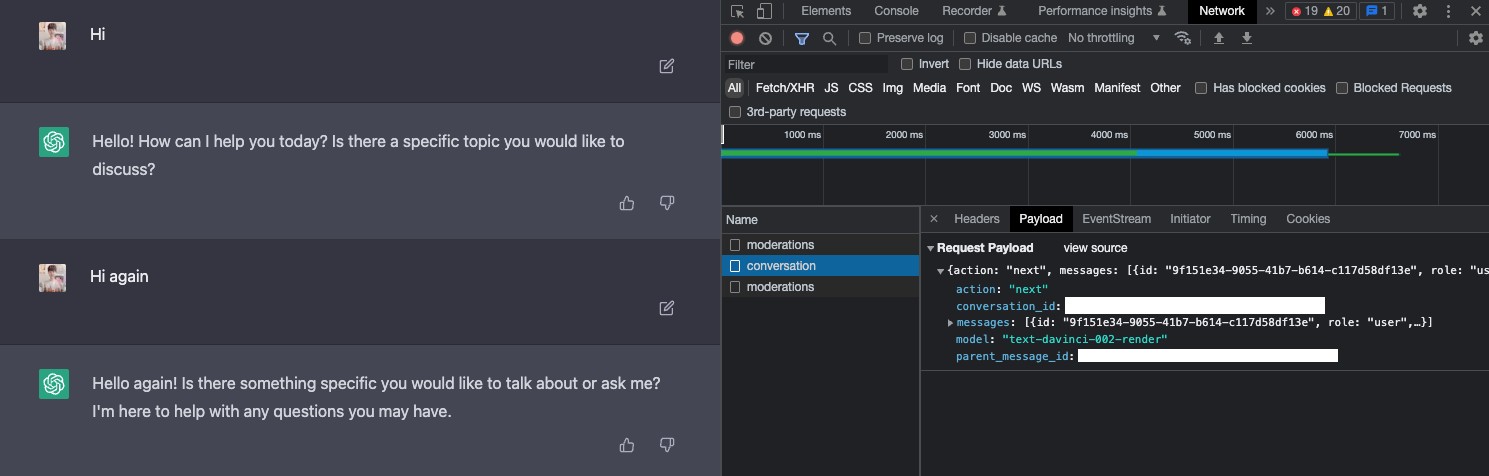 Hi
Hello! How can I help you today? Is there a specific topic you would like to
discuss?
Hi again
Hello again! Is there something specific you would like to talk about or ask me?
I'm here to help with any questions you may have.
Elements Console Recorder Performance insights Network » 19 20 1
Preserve log Disable cache No throttling
Filter Invert Hide data URLs
All Fetch/XHR JS CSS Img Media Font Doc WS Wasm Manifest Other Has blocked cookies Blocked Requests
3rd-party requests
1000 ms 2000 ms 3000 ms 4000 ms 5000 ms 6000 ms 7000 ms
Name
moderations
conversation
moderations
Headers Payload EventStream Initiator Timing Cookies
Request Payload view source
{action: "next", messages: [{id: "9f151e34-9055-41b7-b614-c117d58df13e", role: "us
action: "next"
conversation_id:
messages: [{id: "9f151e34-9055-41b7-b614-c117d58df13e", role: "user",…}]
model: "text-davinci-002-render"
parent_message_id: